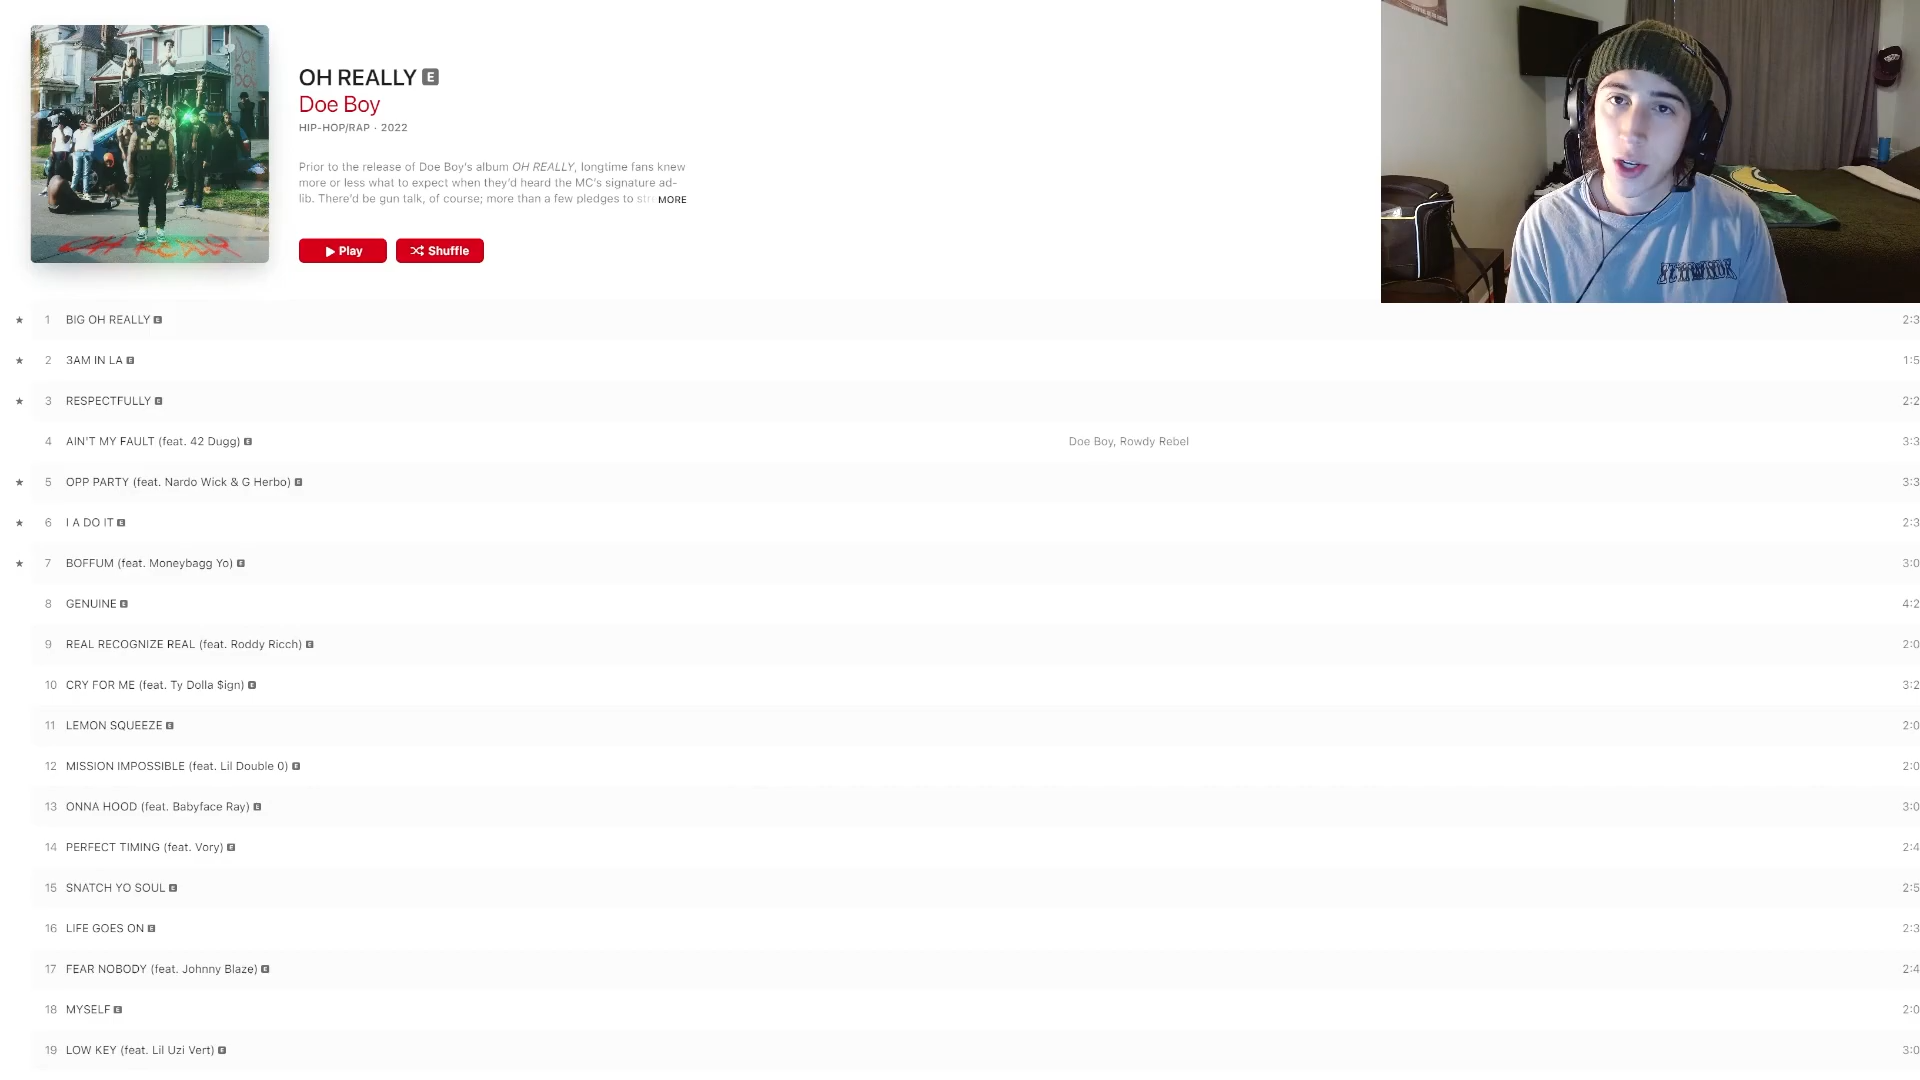 OH REALLY E
Doe Boy
HIP-HOP/RAP · 2022
Prior to the release of Doe Boy's album OH REALLY, longtime fans knew
more or less what to expect when they'd heard the MC's signature ad-
lib. There'd be gun talk, of course; more than a few pledges to stre MORE
Play
Shuffle
OH REALLY
★ 1 BIG OH REALLY E 2:3
★ 2 3AM IN LA E 1:5
★ 3 RESPECTFULLY E 2:2
4 AIN'T MY FAULT (feat. 42 Dugg) E Doe Boy, Rowdy Rebel 3:3
★ 5 OPP PARTY (feat. Nardo Wick & G Herbo) E 3:3
★ 6 I A DO IT E 2:3
★ 7 BOFFUM (feat. Moneybagg Yo) E 3:0
8 GENUINE E 4:2
9 REAL RECOGNIZE REAL (feat. Roddy Ricch) E 2:0
10 CRY FOR ME (feat. Ty Dolla $ign) E 3:2
11 LEMON SQUEEZE E 2:0
12 MISSION IMPOSSIBLE (feat. Lil Double 0) E 2:0
13 ONNA HOOD (feat. Babyface Ray) E 3:0
14 PERFECT TIMING (feat. Vory) E 2:4
15 SNATCH YO SOUL E 2:5
16 LIFE GOES ON E 2:3
17 FEAR NOBODY (feat. Johnny Blaze) E 2:4
18 MYSELF E 2:0
19 LOW KEY (feat. Lil Uzi Vert) E 3:0